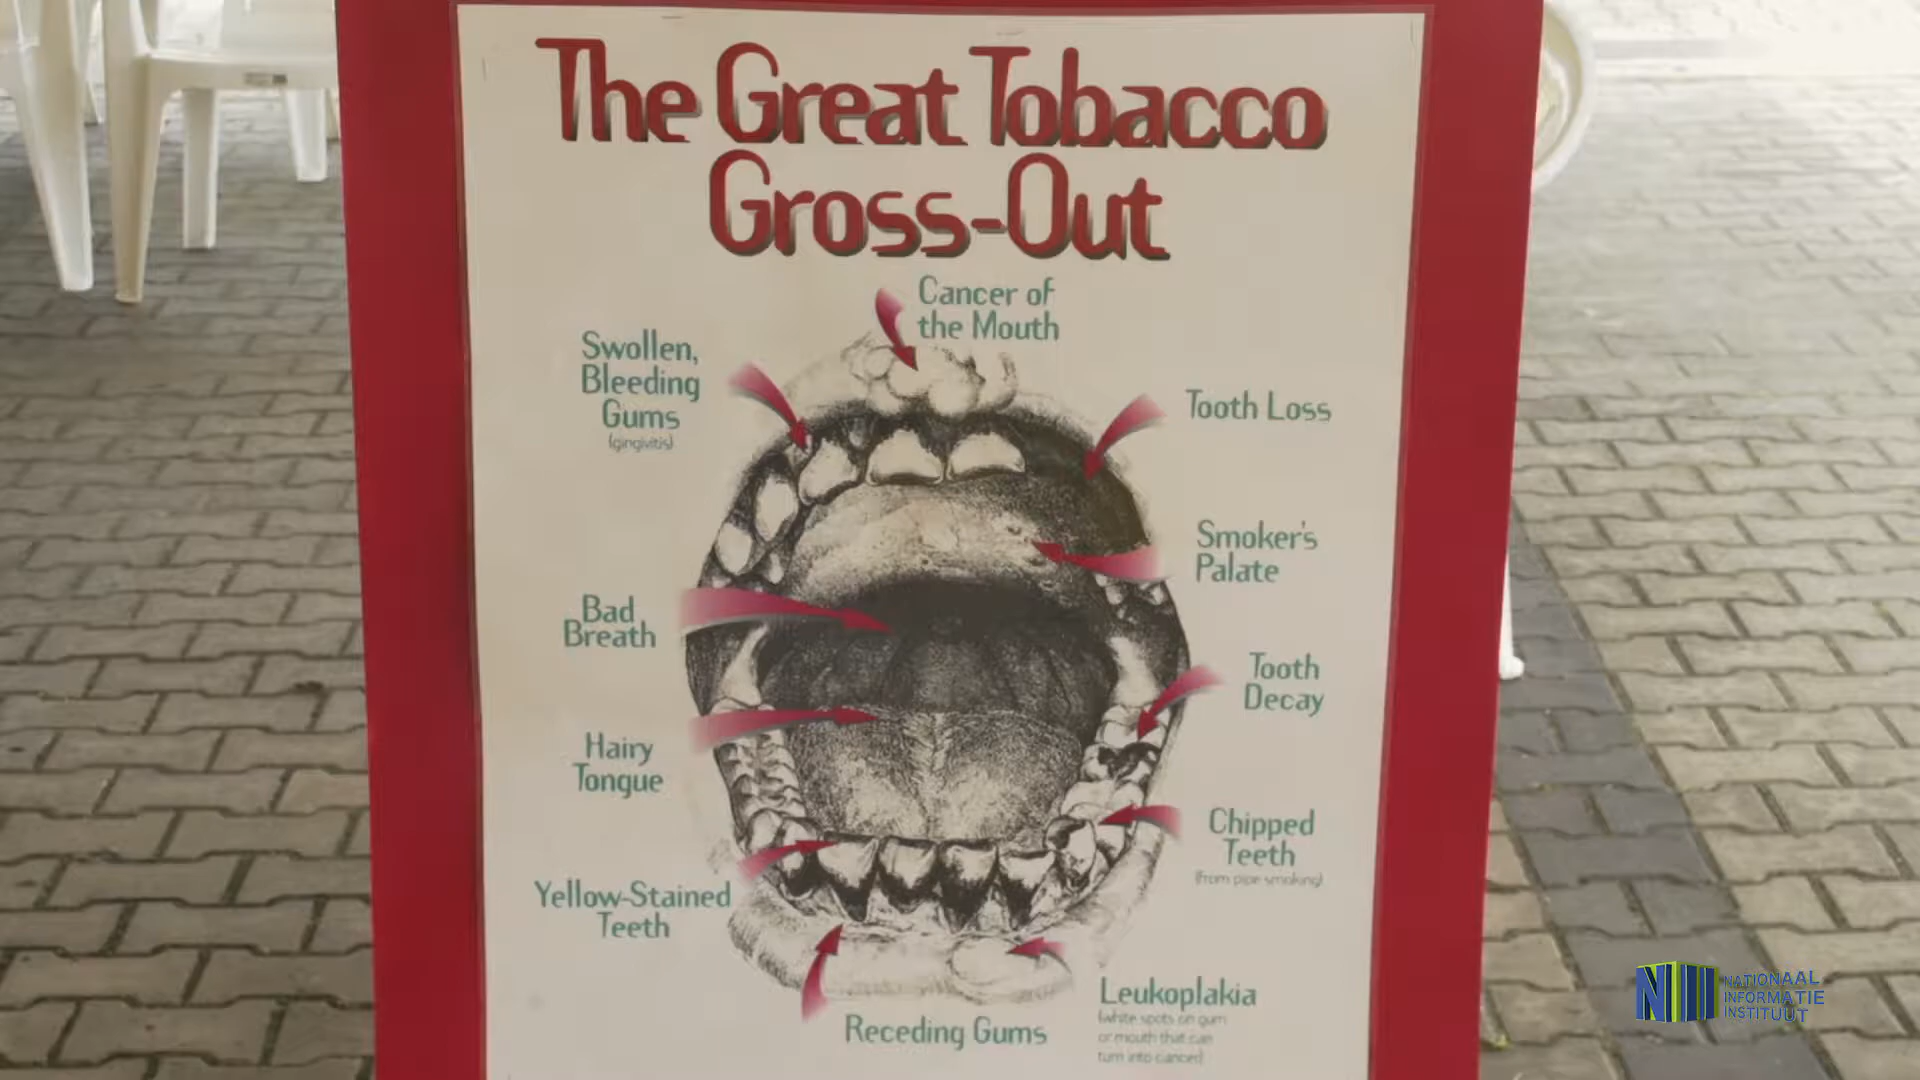 The Great Tobacco
Gross-Out
Cancer of
the Mouth
Swollen,
Bleeding
Gums
(gingivitis)
Tooth Loss
Smoker's
Palate
Bad
Breath
Tooth
Decay
Hairy
Tongue
Chipped
Teeth
(from pipe smoking)
Yellow-Stained
Teeth
Receding Gums
Leukoplakia
(white spots on gum
or mouth that can
turn into cancer)
NATIONAAL
INFORMATIE
INSTITUUT